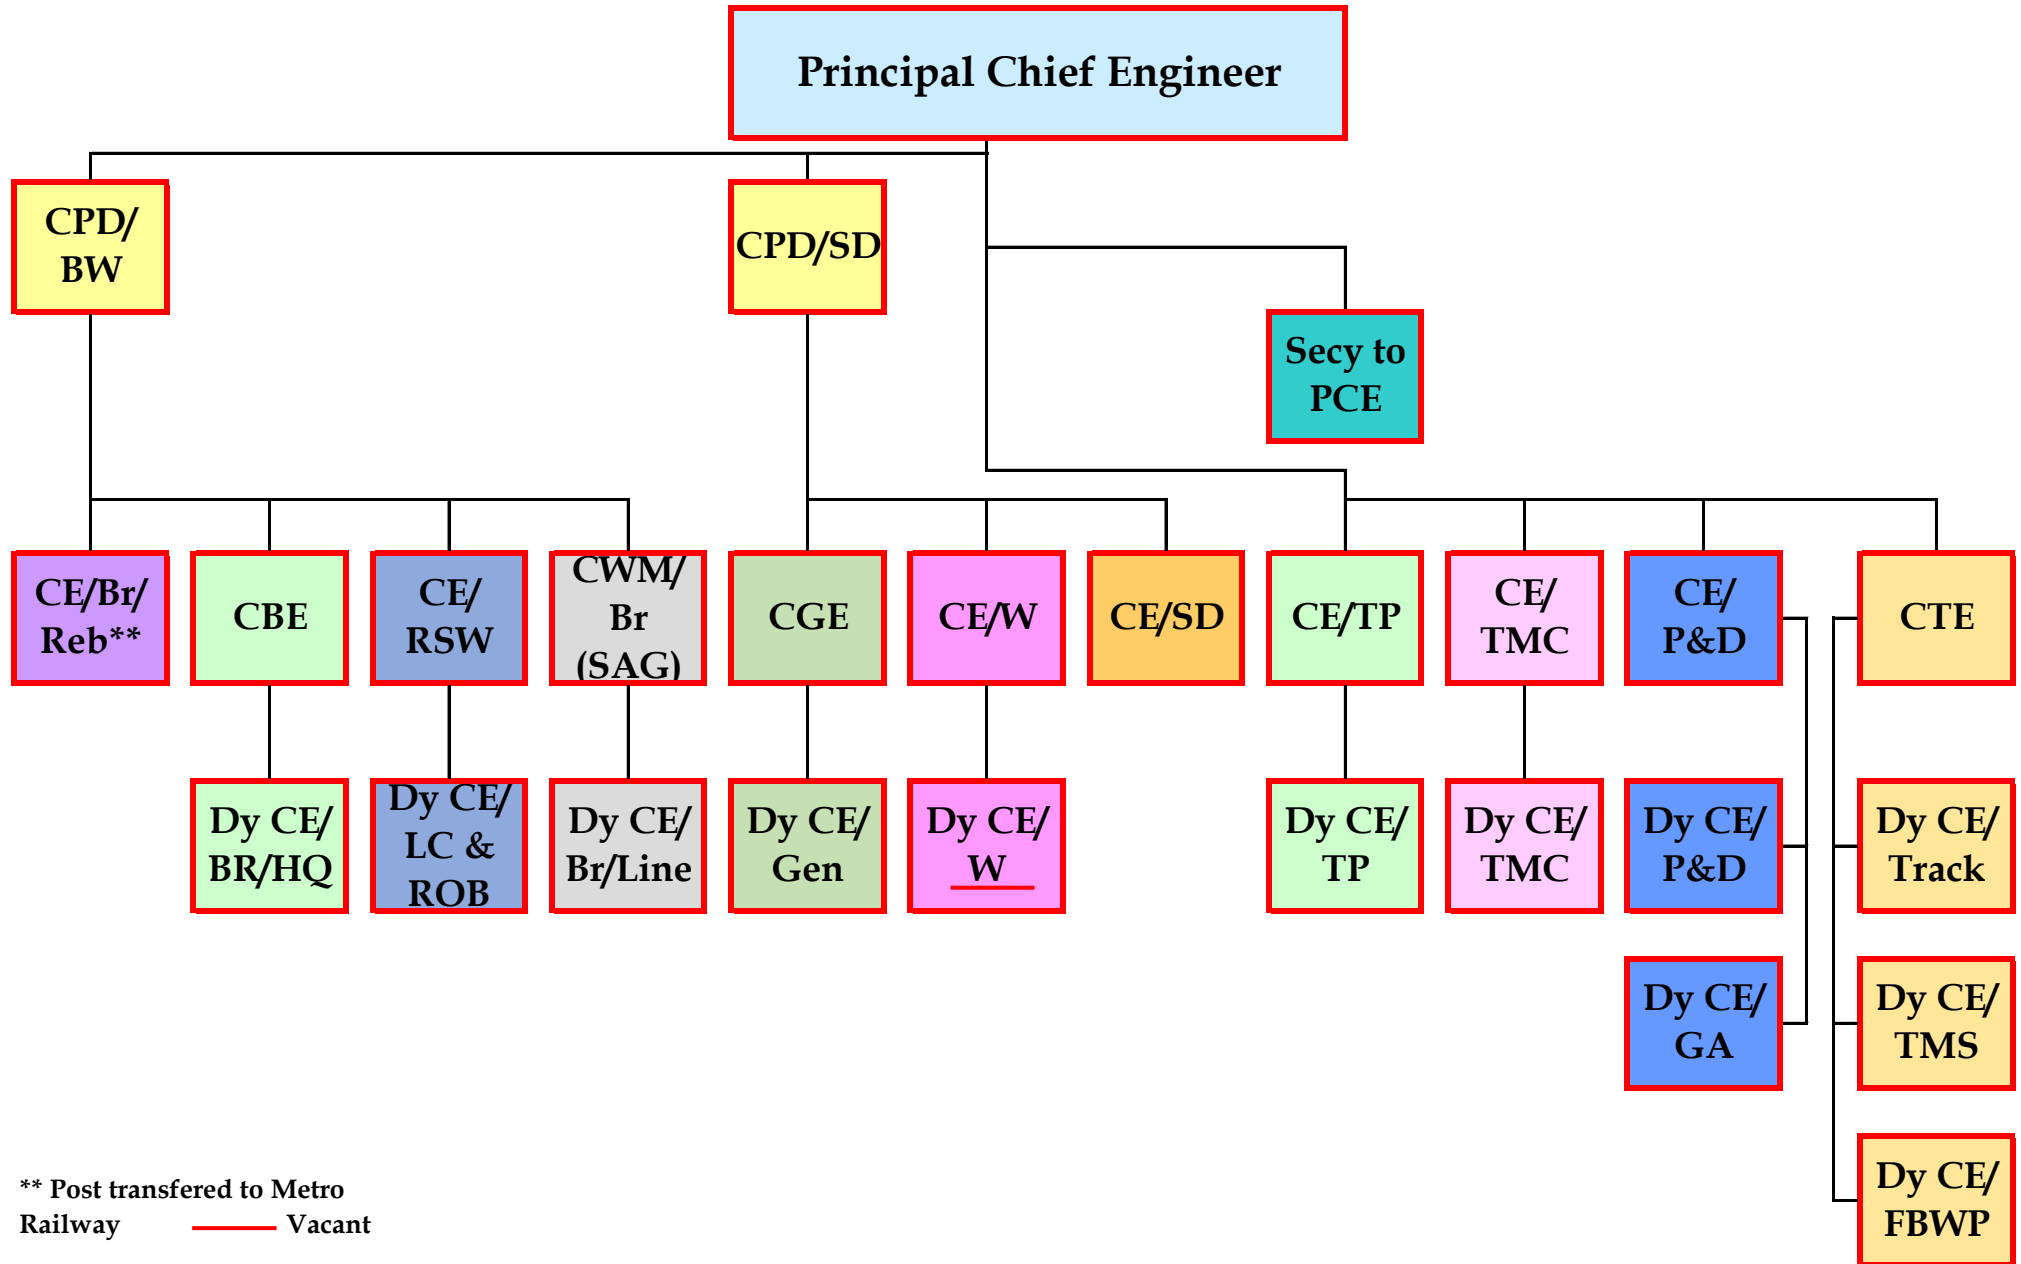 Principal Chief Engineer
CPD/
BW
CPD/SD
Secy to
PCE
CE/Br/
Reb**
CBE
CE/
RSW
CWM/
Br
(SAG)
CGE
CE/W
CE/SD
CE/TP
CE/
TMC
CE/
P&D
CTE
Dy CE/
BR/HQ
Dy CE/
LC &
ROB
Dy CE/
Br/Line
Dy CE/
Gen
Dy CE/
W
Dy CE/
TP
Dy CE/
TMC
Dy CE/
P&D
Dy CE/
Track
Dy CE/
GA
Dy CE/
TMS
Dy CE/
FBWP
** Post transfered to Metro
Railway Vacant